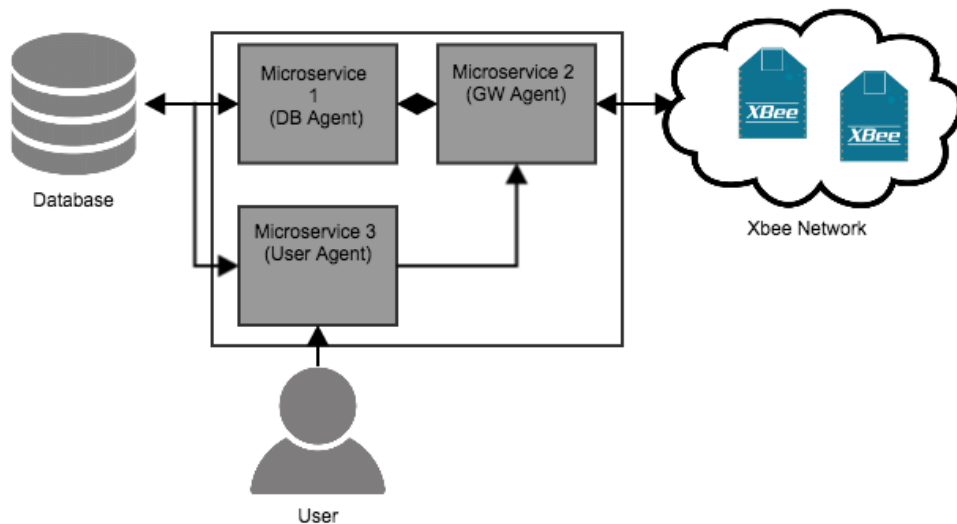 Microservice
1
(DB Agent)
Microservice 2
(GW Agent)
XBee
XBee
Database
Microservice 3
(User Agent)
Xbee Network
User